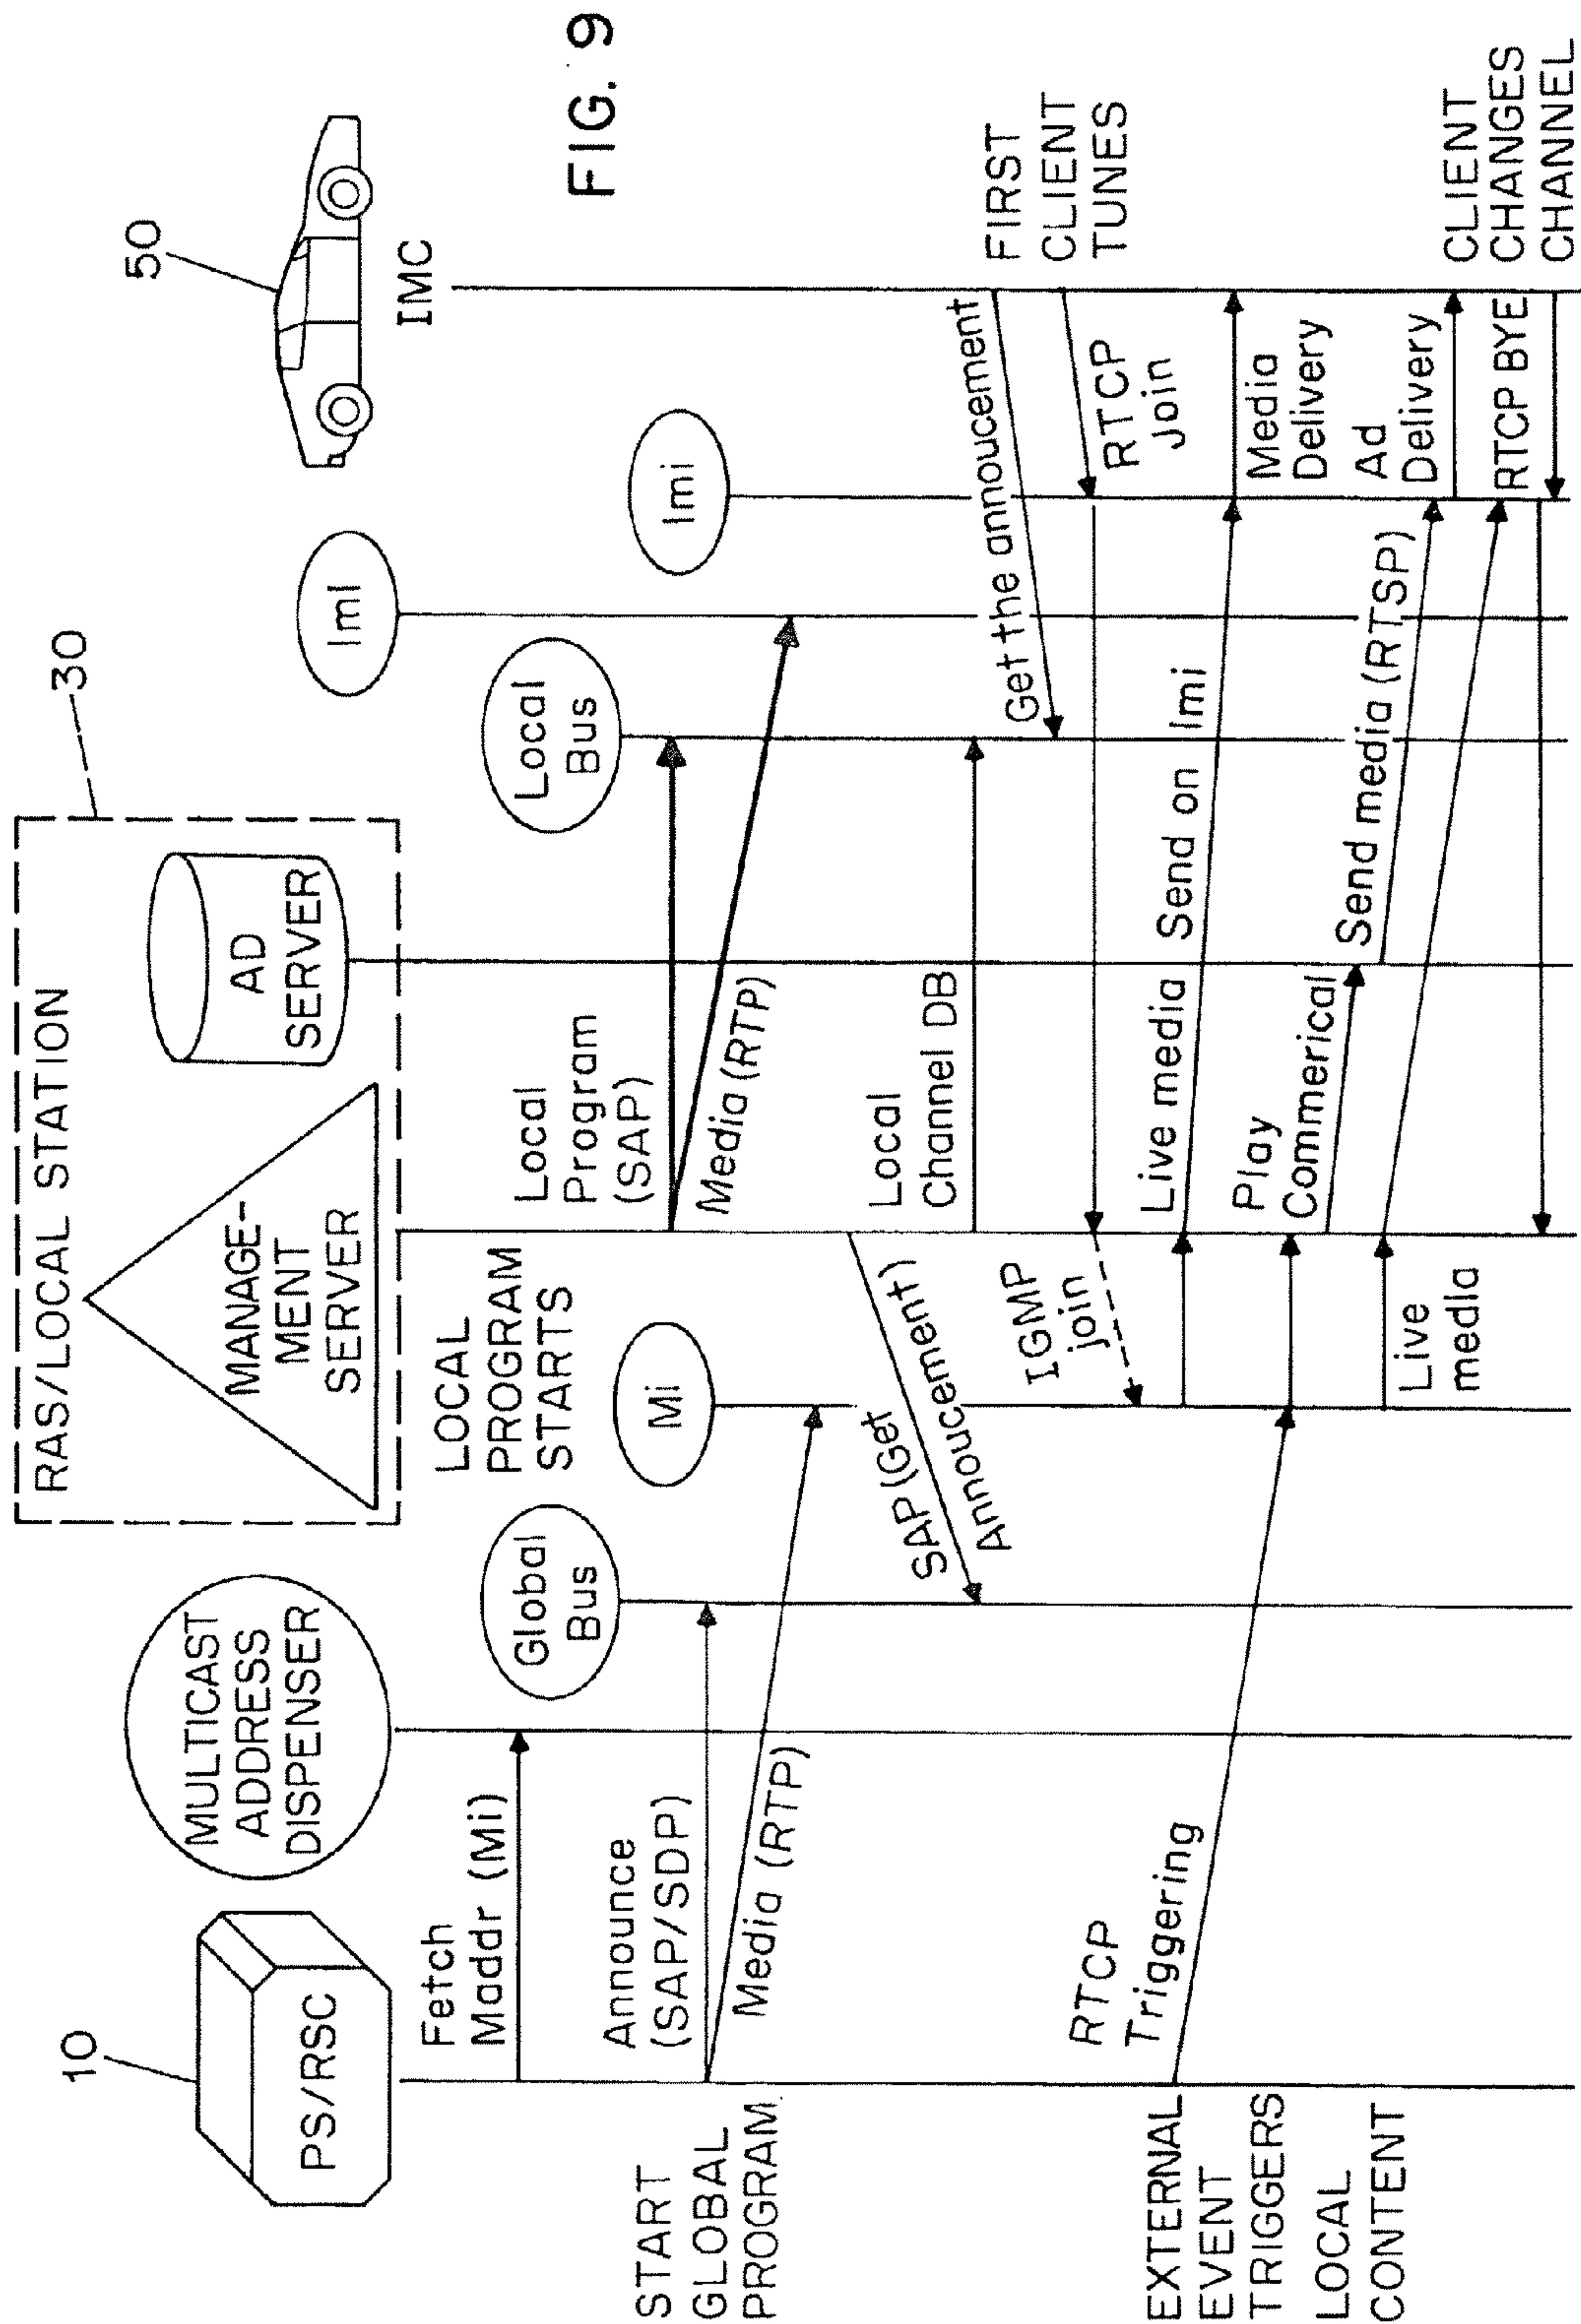 10
PS/RSC
MULTICAST
ADDRESS
DISPENSER
RAS/LOCAL STATION
30
MANAGE-
MENT
SERVER
AD
SERVER
50
IMC
FIG. 9
Global
Bus
Mi
Local
Bus
Iml
Imi
LOCAL
PROGRAM
STARTS
Fetch
Maddr (Mi)
START
GLOBAL
PROGRAM
Announce
(SAP/SDP)
Media (RTP)
Local
Program
(SAP)
Media (RTP)
SAP (Get
Annoucement)
Local
Channel DB
Get the annoucement
FIRST
CLIENT
TUNES
RTCP
Join
IGMP
join
EXTERNAL
EVENT
TRIGGERS
LOCAL
CONTENT
RTCP
Triggering
Live media Send on Imi
Media
Delivery
Play
Commerical
Send media (RTSP)
Ad
Delivery
Live
media
RTCP BYE
CLIENT
CHANGES
CHANNEL